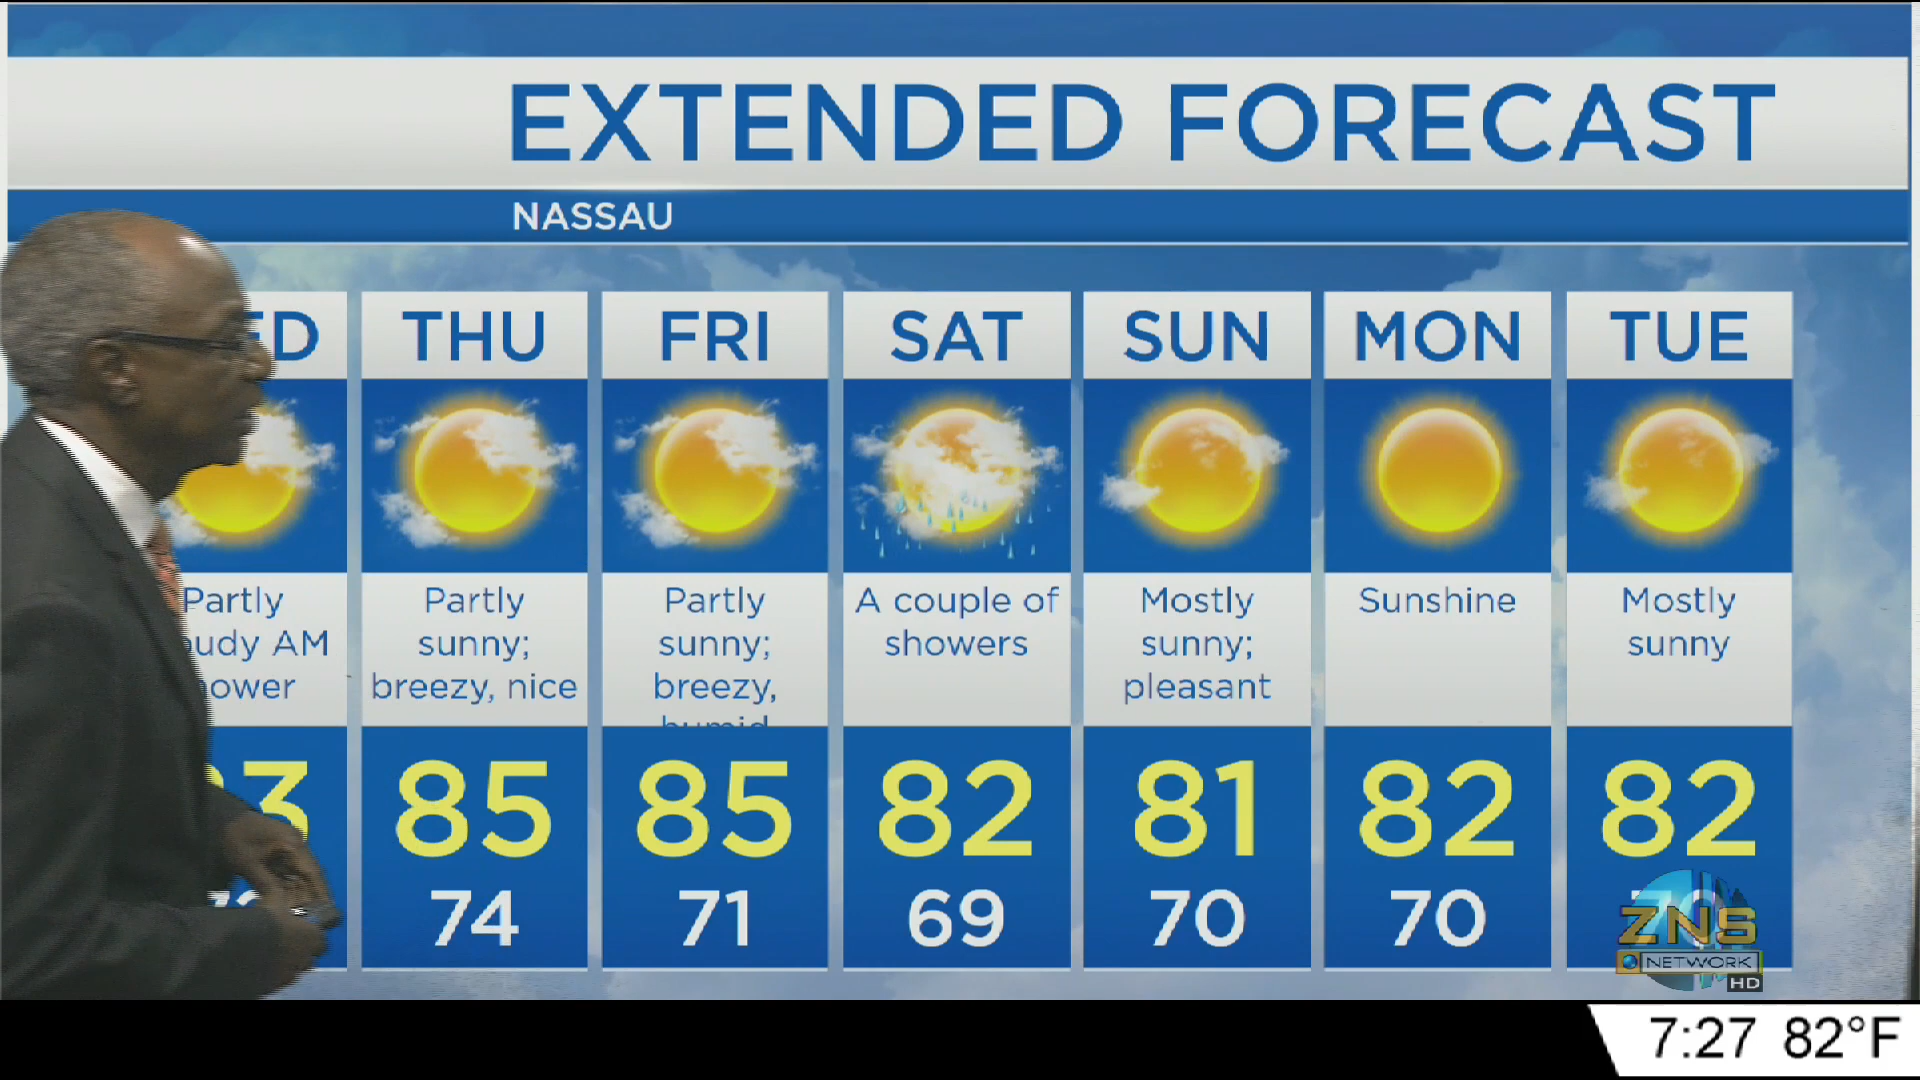 EXTENDED FORECAST
NASSAU
THU
FRI
SAT
SUN
MON
TUE
Partly
AM
Partly
sunny;
breezy, nice
Partly
sunny;
breezy,
humid
A couple of
showers
Mostly
sunny;
pleasant
Sunshine
Mostly
sunny
85
85
82
81
82
82
74
71
69
70
70
ZNS
NETWORK
HD
7:27 82°F